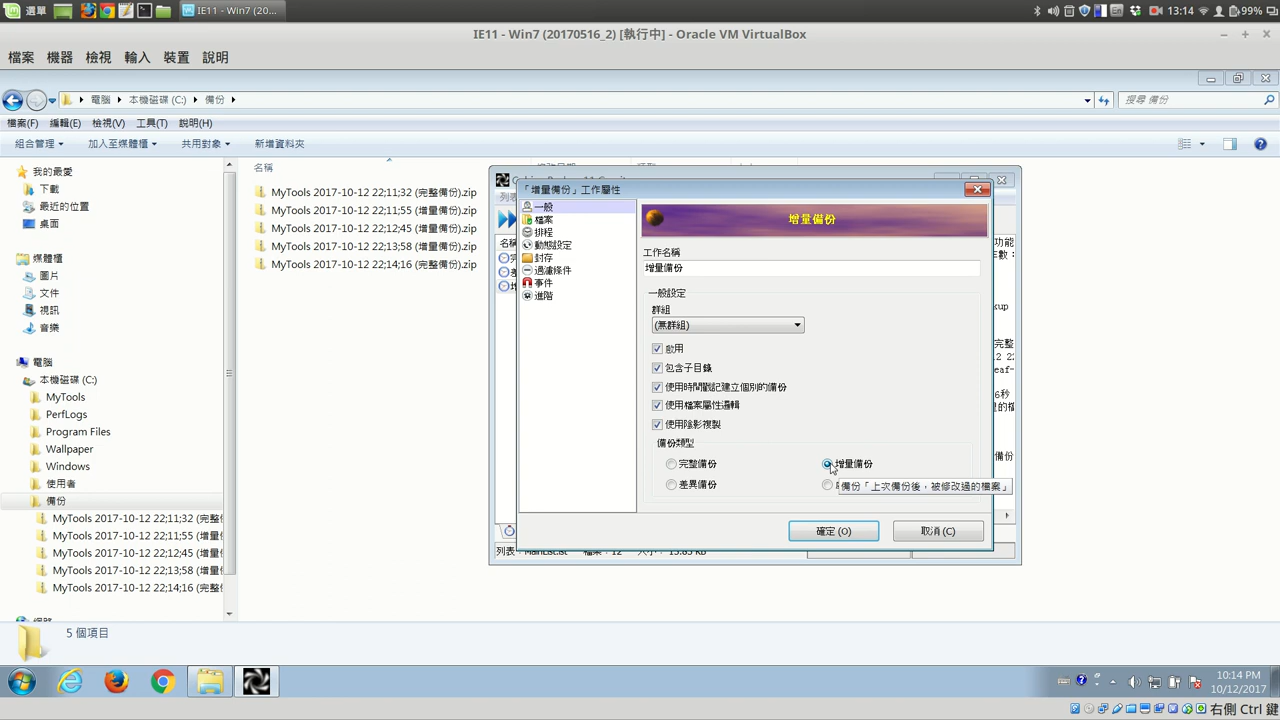 選單
IE11 - Win7 (20...
En
13:14
99%
IE11 - Win7 (20170516_2) [執行中] - Oracle VM VirtualBox
檔案 機器 檢視 輸入 裝置 說明
電腦 本機磁碟 (C:) 備份
搜尋 備份
檔案(F) 編輯(E) 檢視(V) 工具(T) 說明(H)
組合管理 加入至媒體櫃 共用對象 新增資料夾
我的最愛
下載
最近的位置
桌面
媒體櫃
圖片
文件
視訊
音樂
電腦
本機磁碟 (C:)
MyTools
PerfLogs
Program Files
Wallpaper
Windows
使用者
備份
MyTools 2017-10-12 22;11;32 (完整
MyTools 2017-10-12 22;11;55 (增量
MyTools 2017-10-12 22;12;45 (增量
MyTools 2017-10-12 22;13;58 (增量
MyTools 2017-10-12 22;14;16 (完整
名稱
MyTools 2017-10-12 22;11;32 (完整備份).zip
MyTools 2017-10-12 22;11;55 (增量備份).zip
MyTools 2017-10-12 22;12;45 (增量備份).zip
MyTools 2017-10-12 22;13;58 (增量備份).zip
MyTools 2017-10-12 22;14;16 (完整備份).zip
「增量備份」工作屬性
一般
檔案
排程
動態設定
封存
過濾條件
事件
進階
增量備份
工作名稱
增量備份
一般設定
群組
(無群組)
啟用
包含子目錄
使用時間戳記建立個別的備份
使用檔案屬性邏輯
使用陰影複製
備份類型
完整備份
增量備份
差異備份
備份「上次備份後，被修改過的檔案」
確定 (O)
取消 (C)
5 個項目
10:14 PM
10/12/2017
右側 Ctrl 鍵